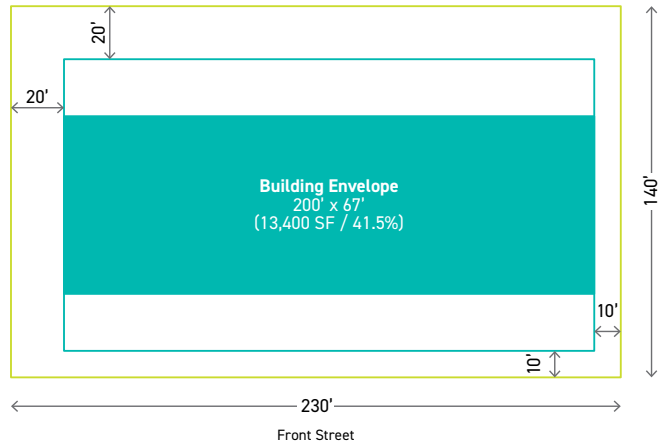 20'
20'
Building Envelope
200' x 67'
(13,400 SF / 41.5%)
140'
10'
10'
230'
Front Street